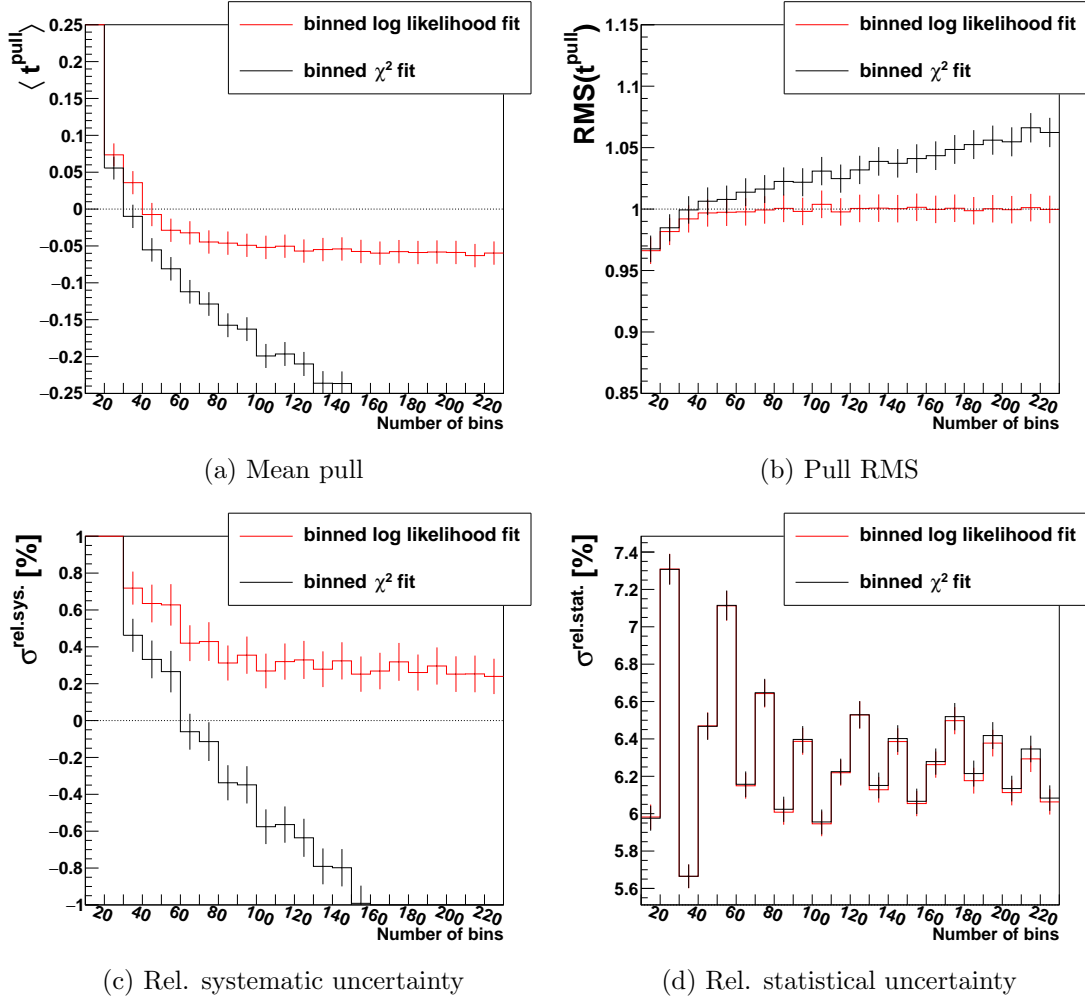 binned log likelihood fit
binned χ² fit
⟨ t^pull ⟩
0.25
0.2
0.15
0.1
0.05
0
−0.05
−0.1
−0.15
−0.2
−0.25
20 40 60 80 100 120 140 160 180 200 220
Number of bins
(a) Mean pull
binned log likelihood fit
binned χ² fit
RMS(t^pull)
1.15
1.1
1.05
1
0.95
0.9
0.85
20 40 60 80 100 120 140 160 180 200 220
Number of bins
(b) Pull RMS
binned log likelihood fit
binned χ² fit
σ^rel.sys. [%]
1
0.8
0.6
0.4
0.2
0
−0.2
−0.4
−0.6
−0.8
−1
20 40 60 80 100 120 140 160 180 200 220
Number of bins
(c) Rel. systematic uncertainty
binned log likelihood fit
binned χ² fit
σ^rel.stat. [%]
7.4
7.2
7
6.8
6.6
6.4
6.2
6
5.8
5.6
20 40 60 80 100 120 140 160 180 200 220
Number of bins
(d) Rel. statistical uncertainty